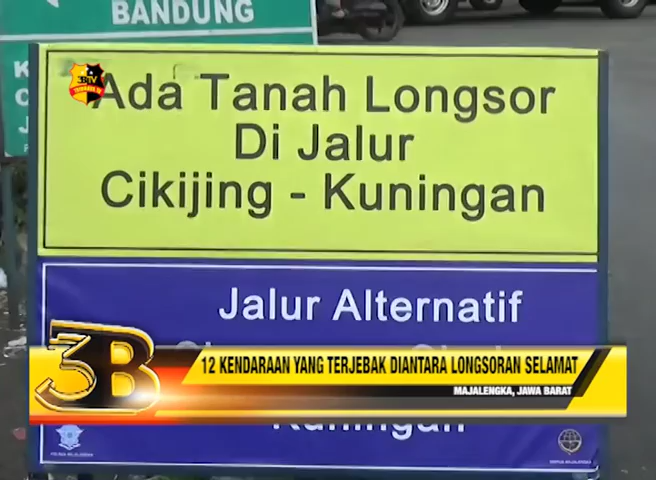 BANDUNG
3BTV
Ada Tanah Longsor
Di Jalur
Cikijing - Kuningan
Jalur Alternatif
3B
12 KENDARAAN YANG TERJEBAK DIANTARA LONGSORAN SELAMAT
MAJALENGKA, JAWA BARAT
Kuningan